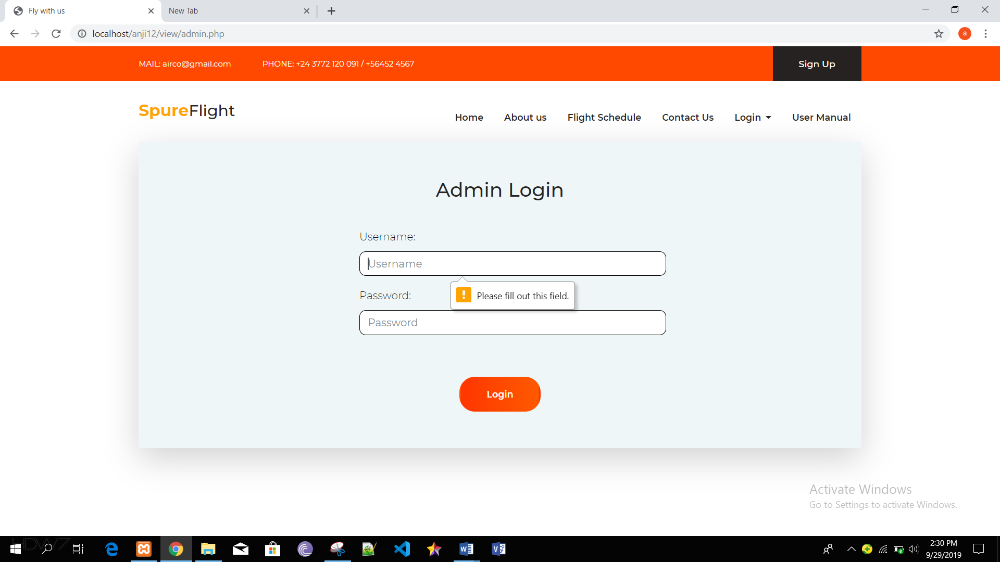 Fly with us
New Tab
localhost/anji12/view/admin.php
a
MAIL: airco@gmail.com
PHONE: +24 3772 120 091 / +56452 4567
Sign Up
SpureFlight
Home
About us
Flight Schedule
Contact Us
Login
User Manual
Admin Login
Username:
Username
Please fill out this field.
Password:
Password
Login
Activate Windows
Go to Settings to activate Windows.
HDW7
2:30 PM
9/29/2019